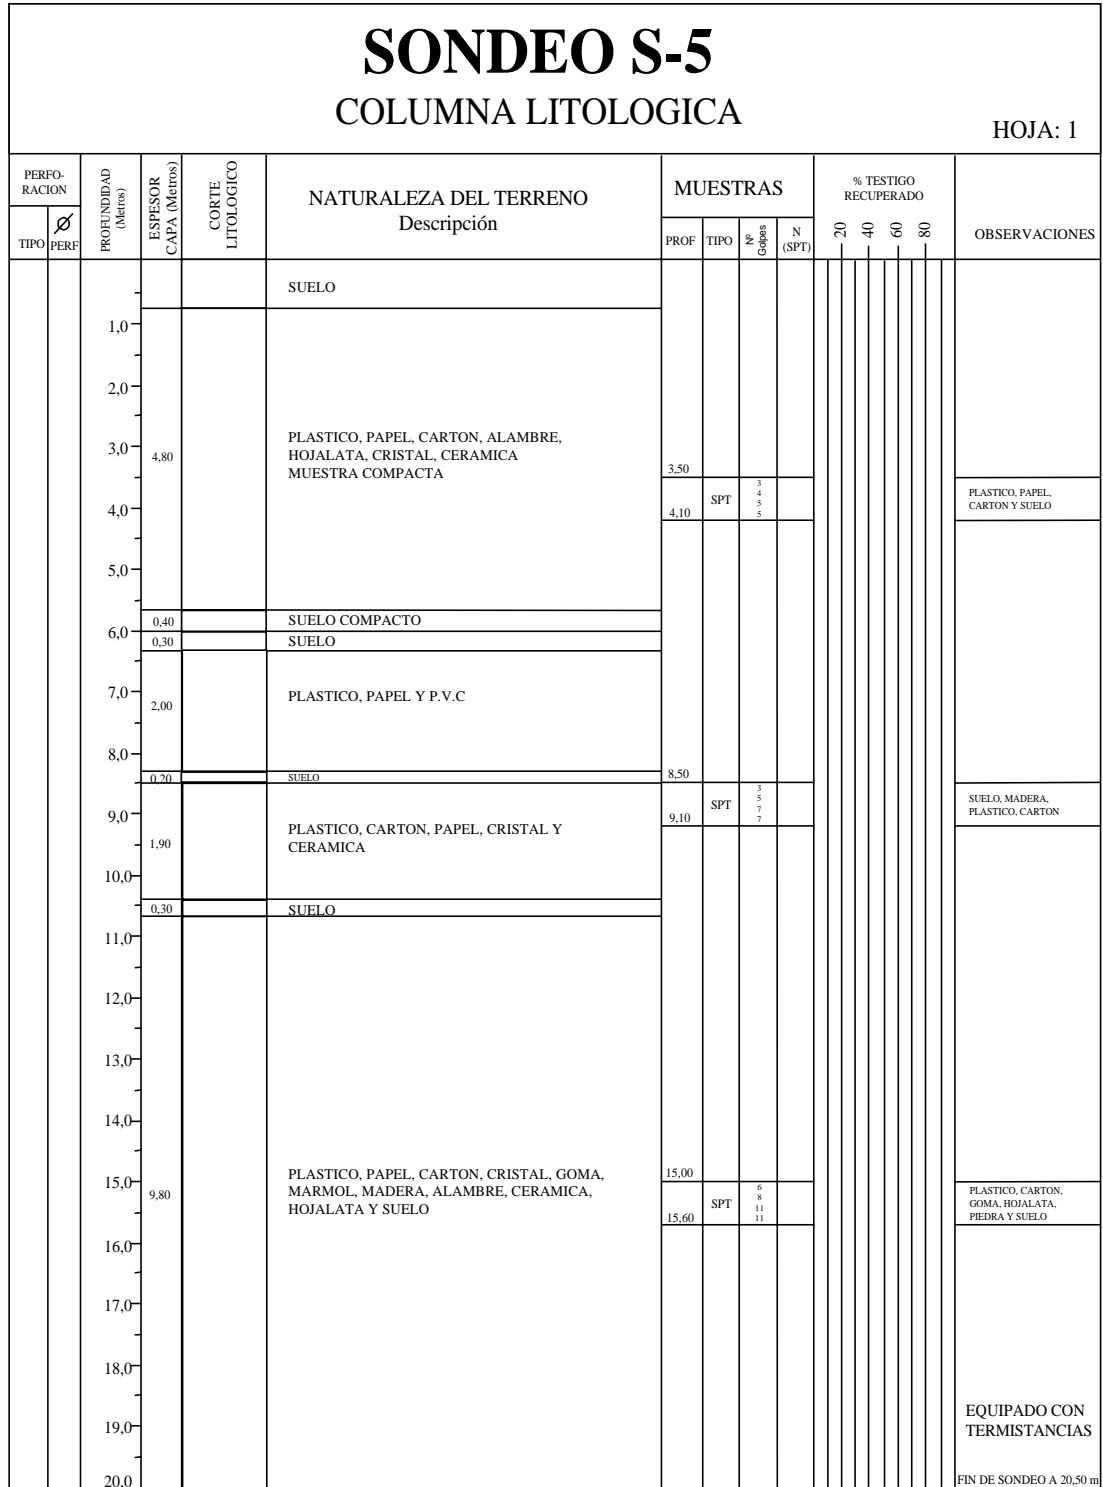 SONDEO S-5
COLUMNA LITOLOGICA
HOJA: 1
PERFO-
RACION
TIPO
Ø
PERF
PROFUNDIDAD
(Metros)
ESPESOR
CAPA (Metros)
CORTE
LITOLOGICO
NATURALEZA DEL TERRENO
Descripción
MUESTRAS
PROF
TIPO
Nº
Golpes
N
(SPT)
% TESTIGO
RECUPERADO
20
40
60
80
OBSERVACIONES
SUELO
1,0
2,0
3,0
4,80
PLASTICO, PAPEL, CARTON, ALAMBRE,
HOJALATA, CRISTAL, CERAMICA
MUESTRA COMPACTA
3,50
4,0
4,10
SPT
3
4
5
5
PLASTICO, PAPEL,
CARTON Y SUELO
5,0
0,40
SUELO COMPACTO
6,0
0,30
SUELO
7,0
2,00
PLASTICO, PAPEL Y P.V.C
8,0
0,20
SUELO
8,50
9,0
9,10
SPT
3
5
7
7
SUELO, MADERA,
PLASTICO, CARTON
1,90
PLASTICO, CARTON, PAPEL, CRISTAL Y
CERAMICA
10,0
0,30
SUELO
11,0
12,0
13,0
14,0
15,0
9,80
PLASTICO, PAPEL, CARTON, CRISTAL, GOMA,
MARMOL, MADERA, ALAMBRE, CERAMICA,
HOJALATA Y SUELO
15,00
15,60
SPT
6
8
11
11
PLASTICO, CARTON,
GOMA, HOJALATA,
PIEDRA Y SUELO
16,0
17,0
18,0
19,0
EQUIPADO CON
TERMISTANCIAS
20,0
FIN DE SONDEO A 20,50 m